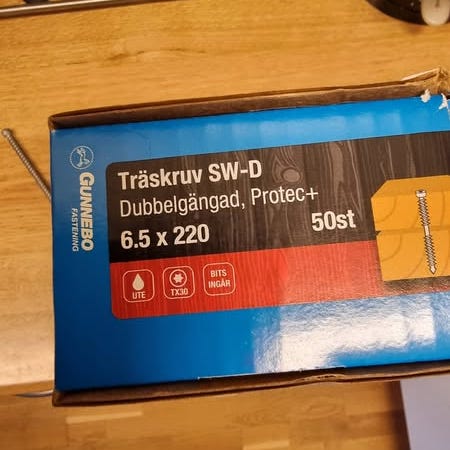 GUNNEBO
FASTENING
Träskruv SW-D
Dubbelgängad, Protec+
6.5 x 220
50st
UTE
TX30
BITS
INGÅR